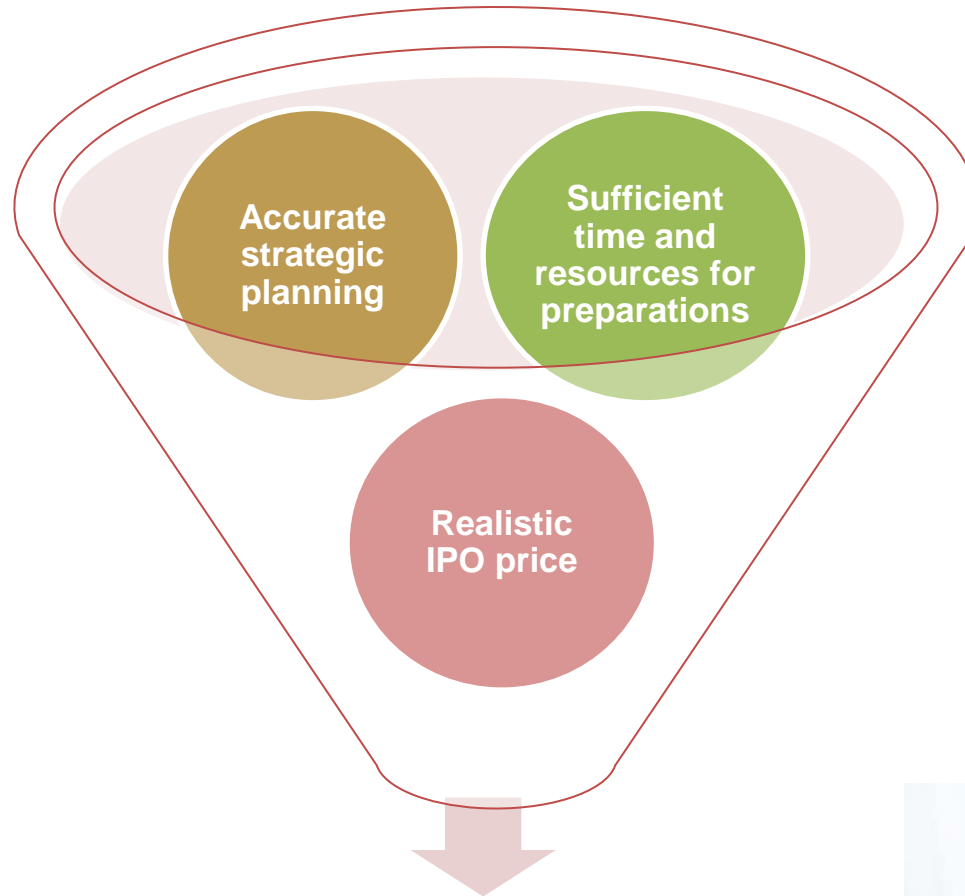 Accurate
strategic
planning
Sufficient
time and
resources for
preparations
Realistic
IPO price